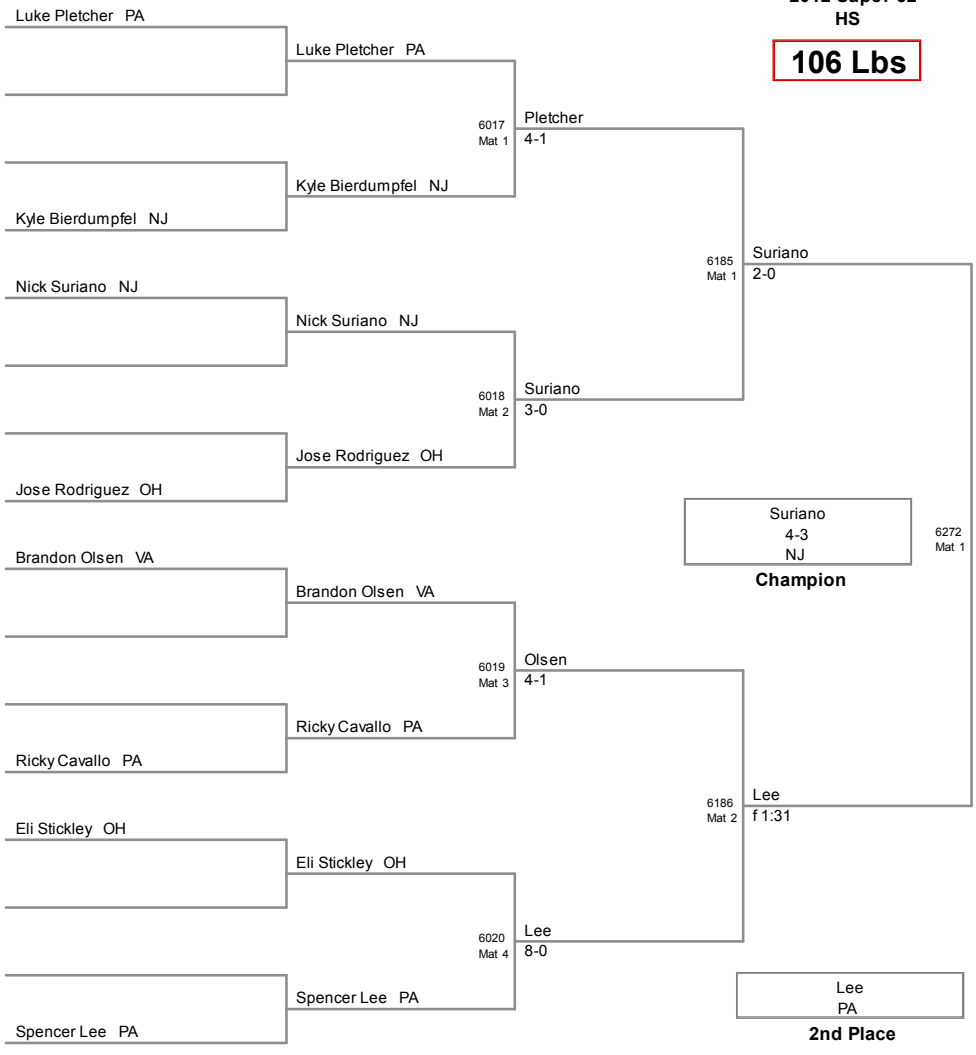 2012 Super 32
HS
106 Lbs
Luke Pletcher PA
Luke Pletcher PA
6017
Mat 1
Pletcher
4-1
Kyle Bierdumpfel NJ
Kyle Bierdumpfel NJ
6185
Mat 1
Suriano
2-0
Nick Suriano NJ
Nick Suriano NJ
6018
Mat 2
Suriano
3-0
Jose Rodriguez OH
Jose Rodriguez OH
Suriano
4-3
NJ
Champion
6272
Mat 1
Brandon Olsen VA
Brandon Olsen VA
6019
Mat 3
Olsen
4-1
Ricky Cavallo PA
Ricky Cavallo PA
6186
Mat 2
Lee
f 1:31
Eli Stickley OH
Eli Stickley OH
6020
Mat 4
Lee
8-0
Spencer Lee PA
Spencer Lee PA
Lee
PA
2nd Place